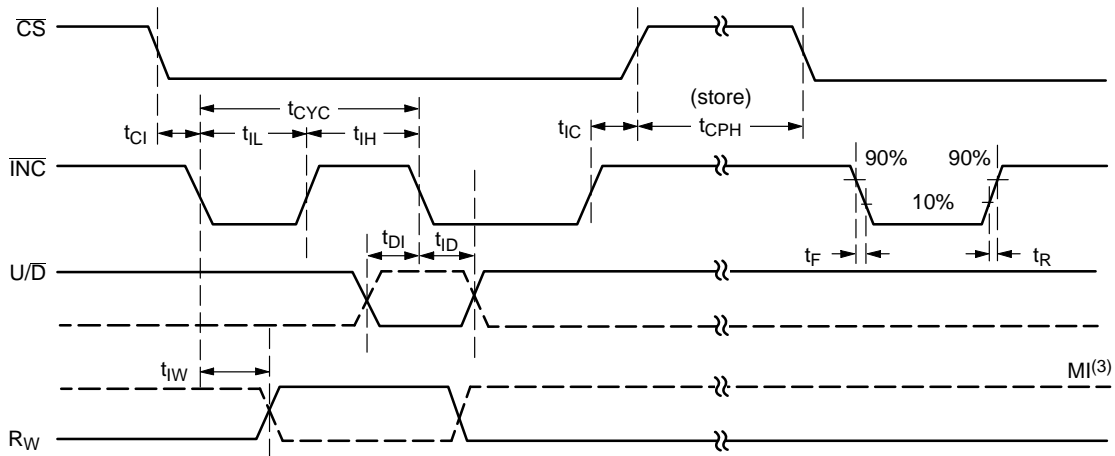 CS
(store)
tCYC
tCI
tIL
tIH
tIC
tCPH
INC
90%
90%
10%
tDI
tID
tF
tR
U/D
tIW
MI(3)
RW